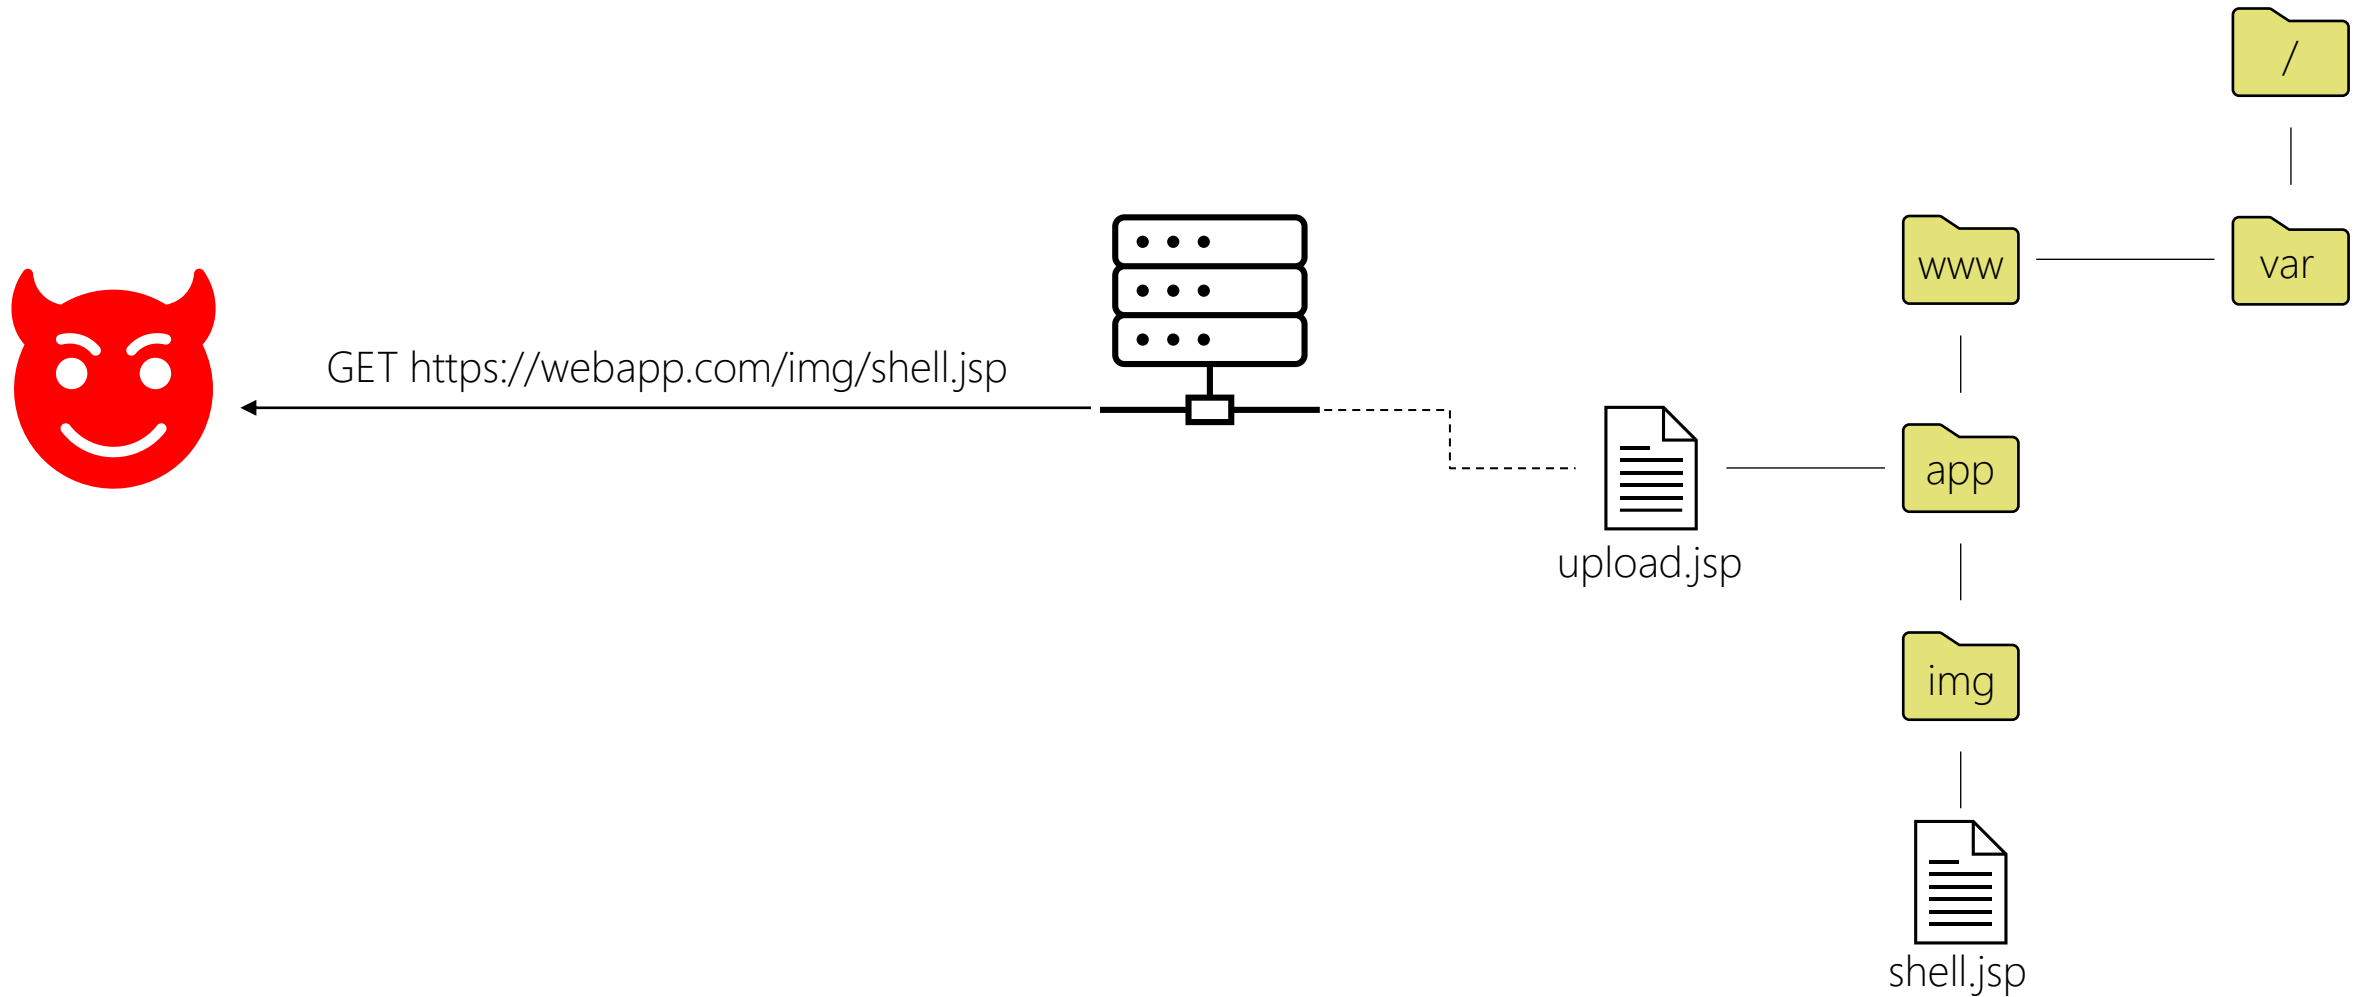 /
www
var
GET https://webapp.com/img/shell.jsp
app
upload.jsp
img
shell.jsp